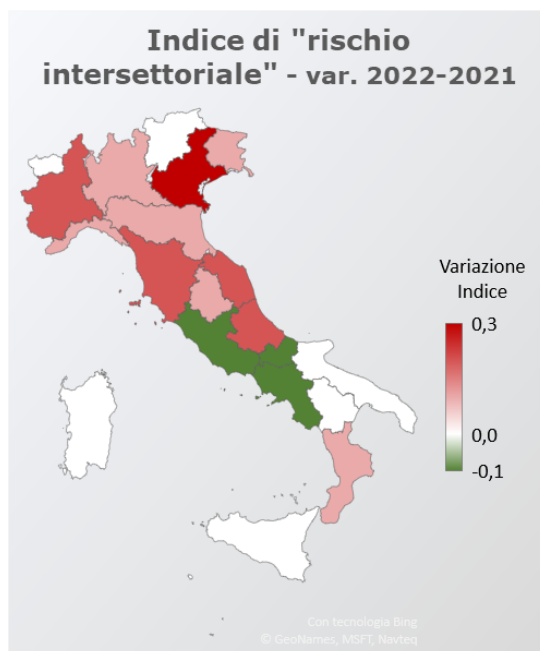 Indice di "rischio
intersettoriale" - var. 2022-2021
Variazione
Indice
0,3
0,0
-0,1
Con tecnologia Bing
© GeoNames, MSFT, Navteq